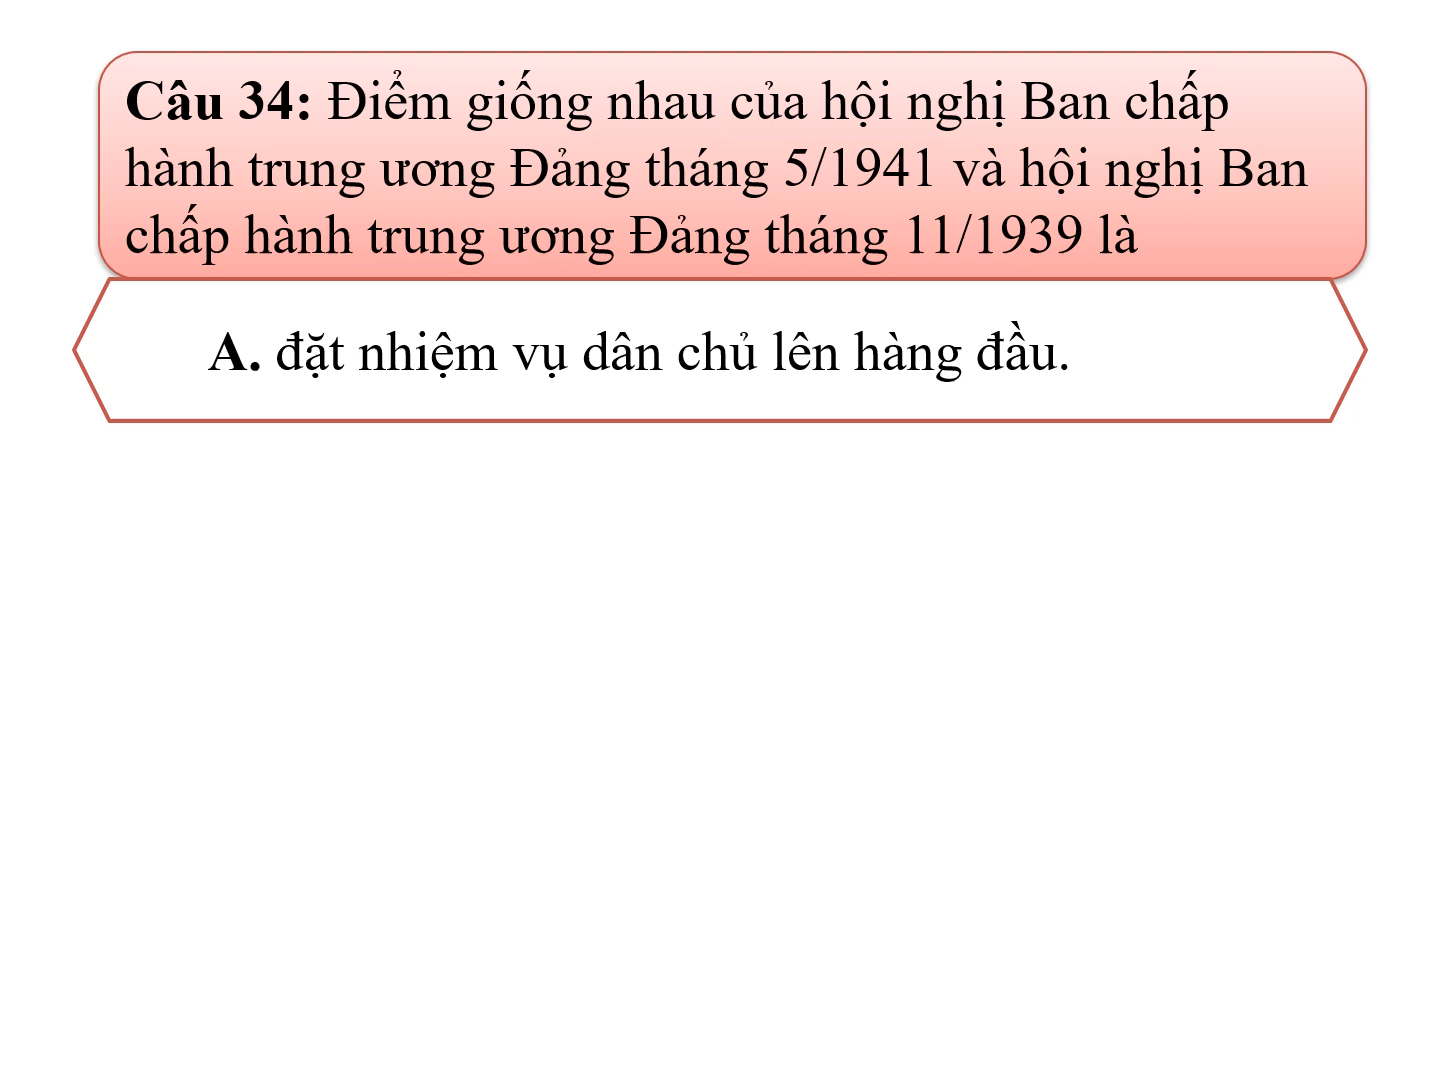 Câu 34: Điểm giống nhau của hội nghị Ban chấp
hành trung ương Đảng tháng 5/1941 và hội nghị Ban
chấp hành trung ương Đảng tháng 11/1939 là
A. đặt nhiệm vụ dân chủ lên hàng đầu.